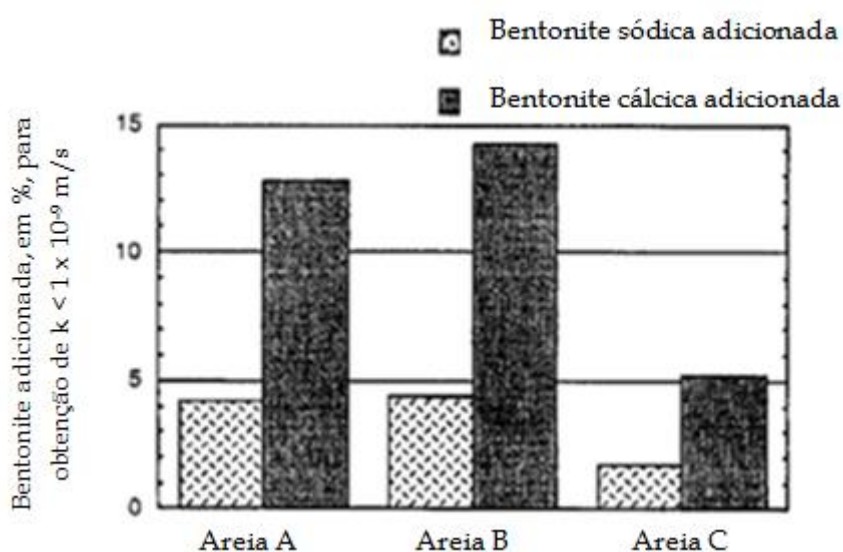 Bentonite sódica adicionada
Bentonite cálcica adicionada
Bentonite adicionada, em %, para
obtenção de k < 1 x 10⁻⁹ m/s
15
10
5
0
Areia A
Areia B
Areia C